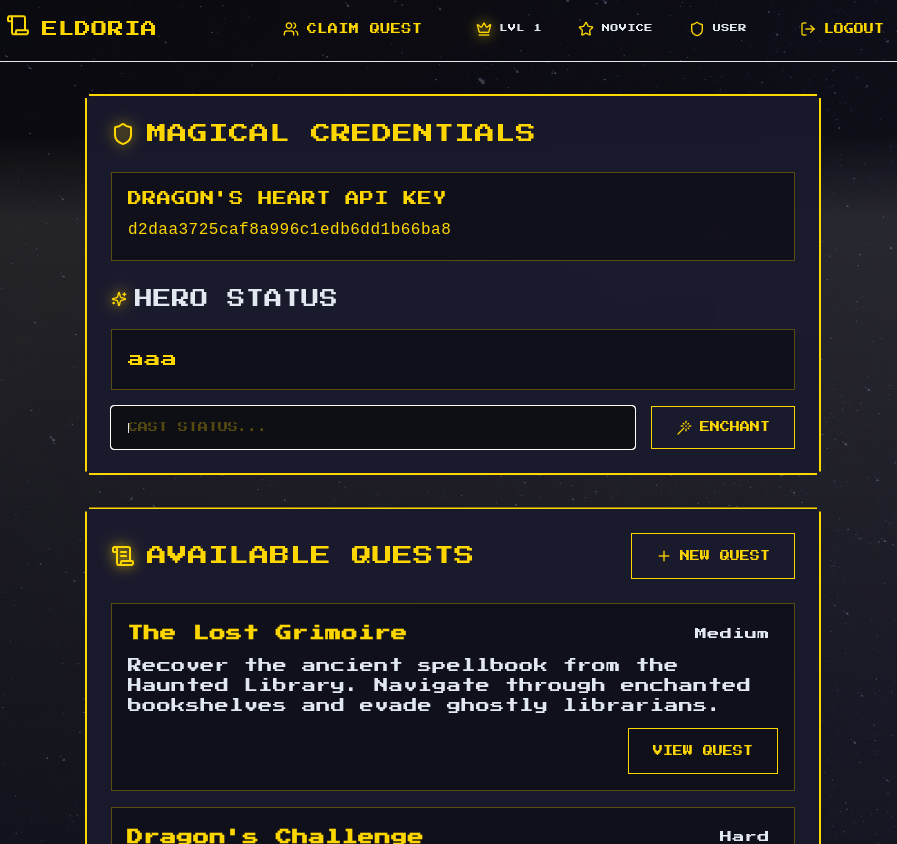 ELDORIA
CLAIM QUEST
LVL 1
NOVICE
USER
LOGOUT
MAGICAL CREDENTIALS
DRAGON'S HEART API KEY
d2daa3725caf8a996c1edb6dd1b66ba8
HERO STATUS
aaa
CAST STATUS...
ENCHANT
AVAILABLE QUESTS
NEW QUEST
The Lost Grimoire
Medium
Recover the ancient spellbook from the
Haunted Library. Navigate through enchanted
bookshelves and evade ghostly librarians.
VIEW QUEST
Dragon's Challenge
Hard